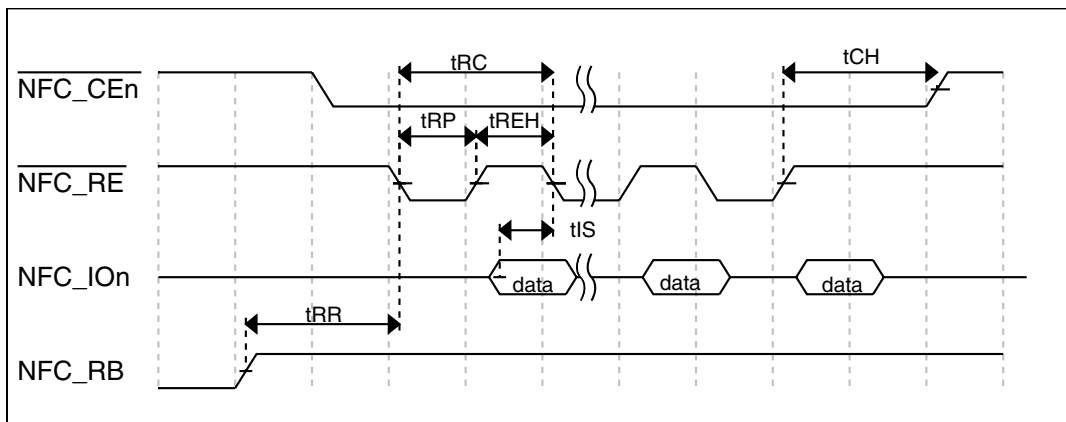 tRC
tCH
NFC_CEn
tRP
tREH
NFC_RE
tIS
NFC_IOn
data
data
data
tRR
NFC_RB